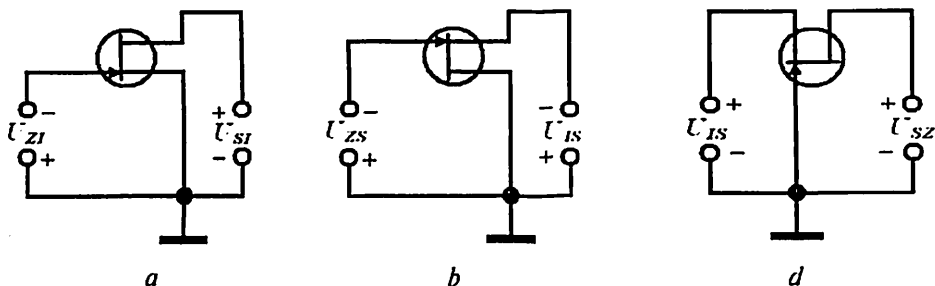 − − − + + +
U_ZI U_SI U_ZS U_IS U_IS U_SZ
+ − + + − −
a b d